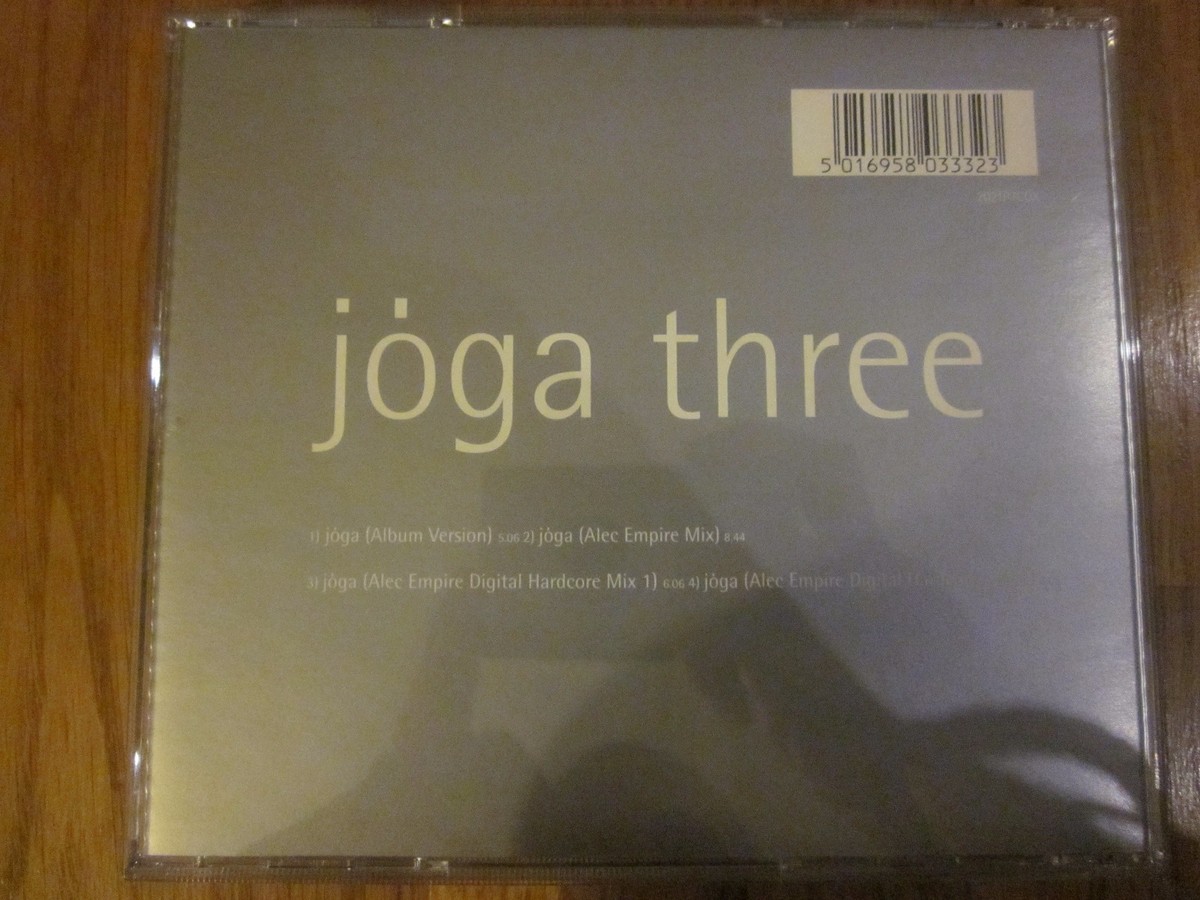 5 016958 033323
jóga three
1) jóga (Album Version) 5.06 2) jóga (Alec Empire Mix) 8.44
3) jóga (Alec Empire Digital Hardcore Mix 1) 6.06 4) jóga (Alec Empire Digital